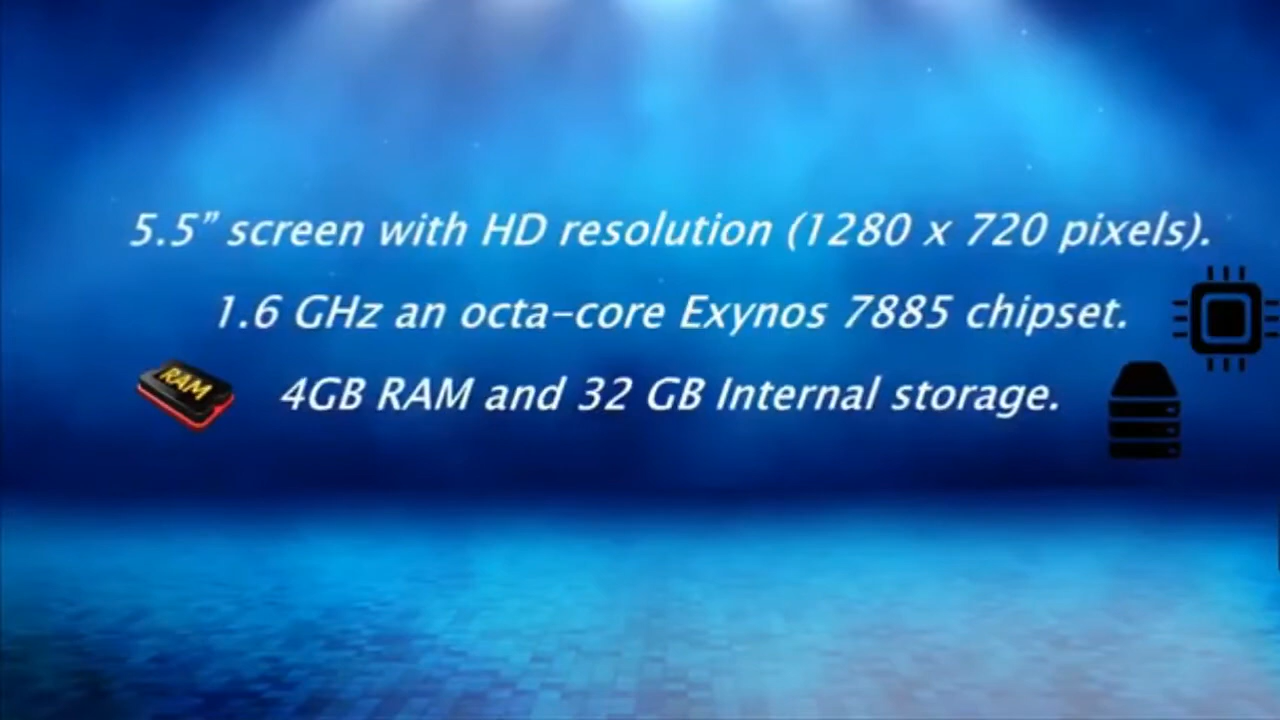 5.5” screen with HD resolution (1280 x 720 pixels).
1.6 GHz an octa-core Exynos 7885 chipset.
RAM 4GB RAM and 32 GB Internal storage.